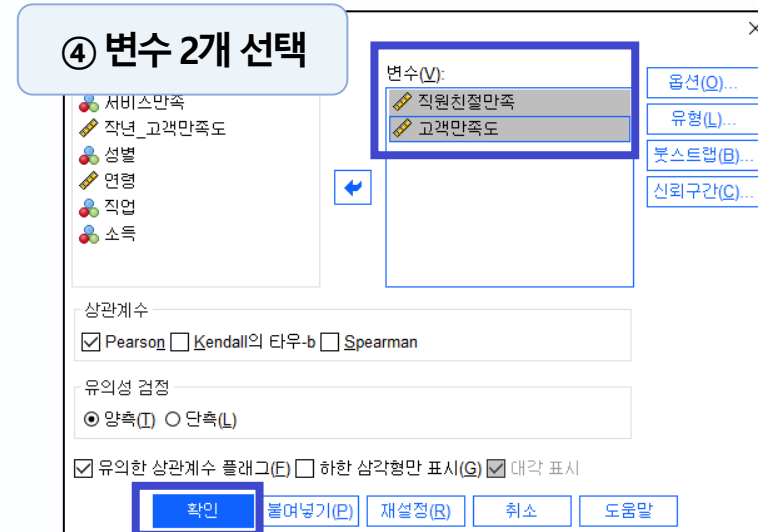 ④ 변수 2개 선택
변수(V):
서비스만족
작년_고객만족도
성별
연령
직업
소득
직원친절만족
고객만족도
옵션(O)...
유형(L)...
붓스트랩(B)...
신뢰구간(C)...
상관계수
Pearson Kendall의 타우-b Spearman
유의성 검정
양측(T) 단측(L)
유의한 상관계수 플래그(F) 하한 삼각형만 표시(G) 대각 표시
확인 붙여넣기(P) 재설정(R) 취소 도움말